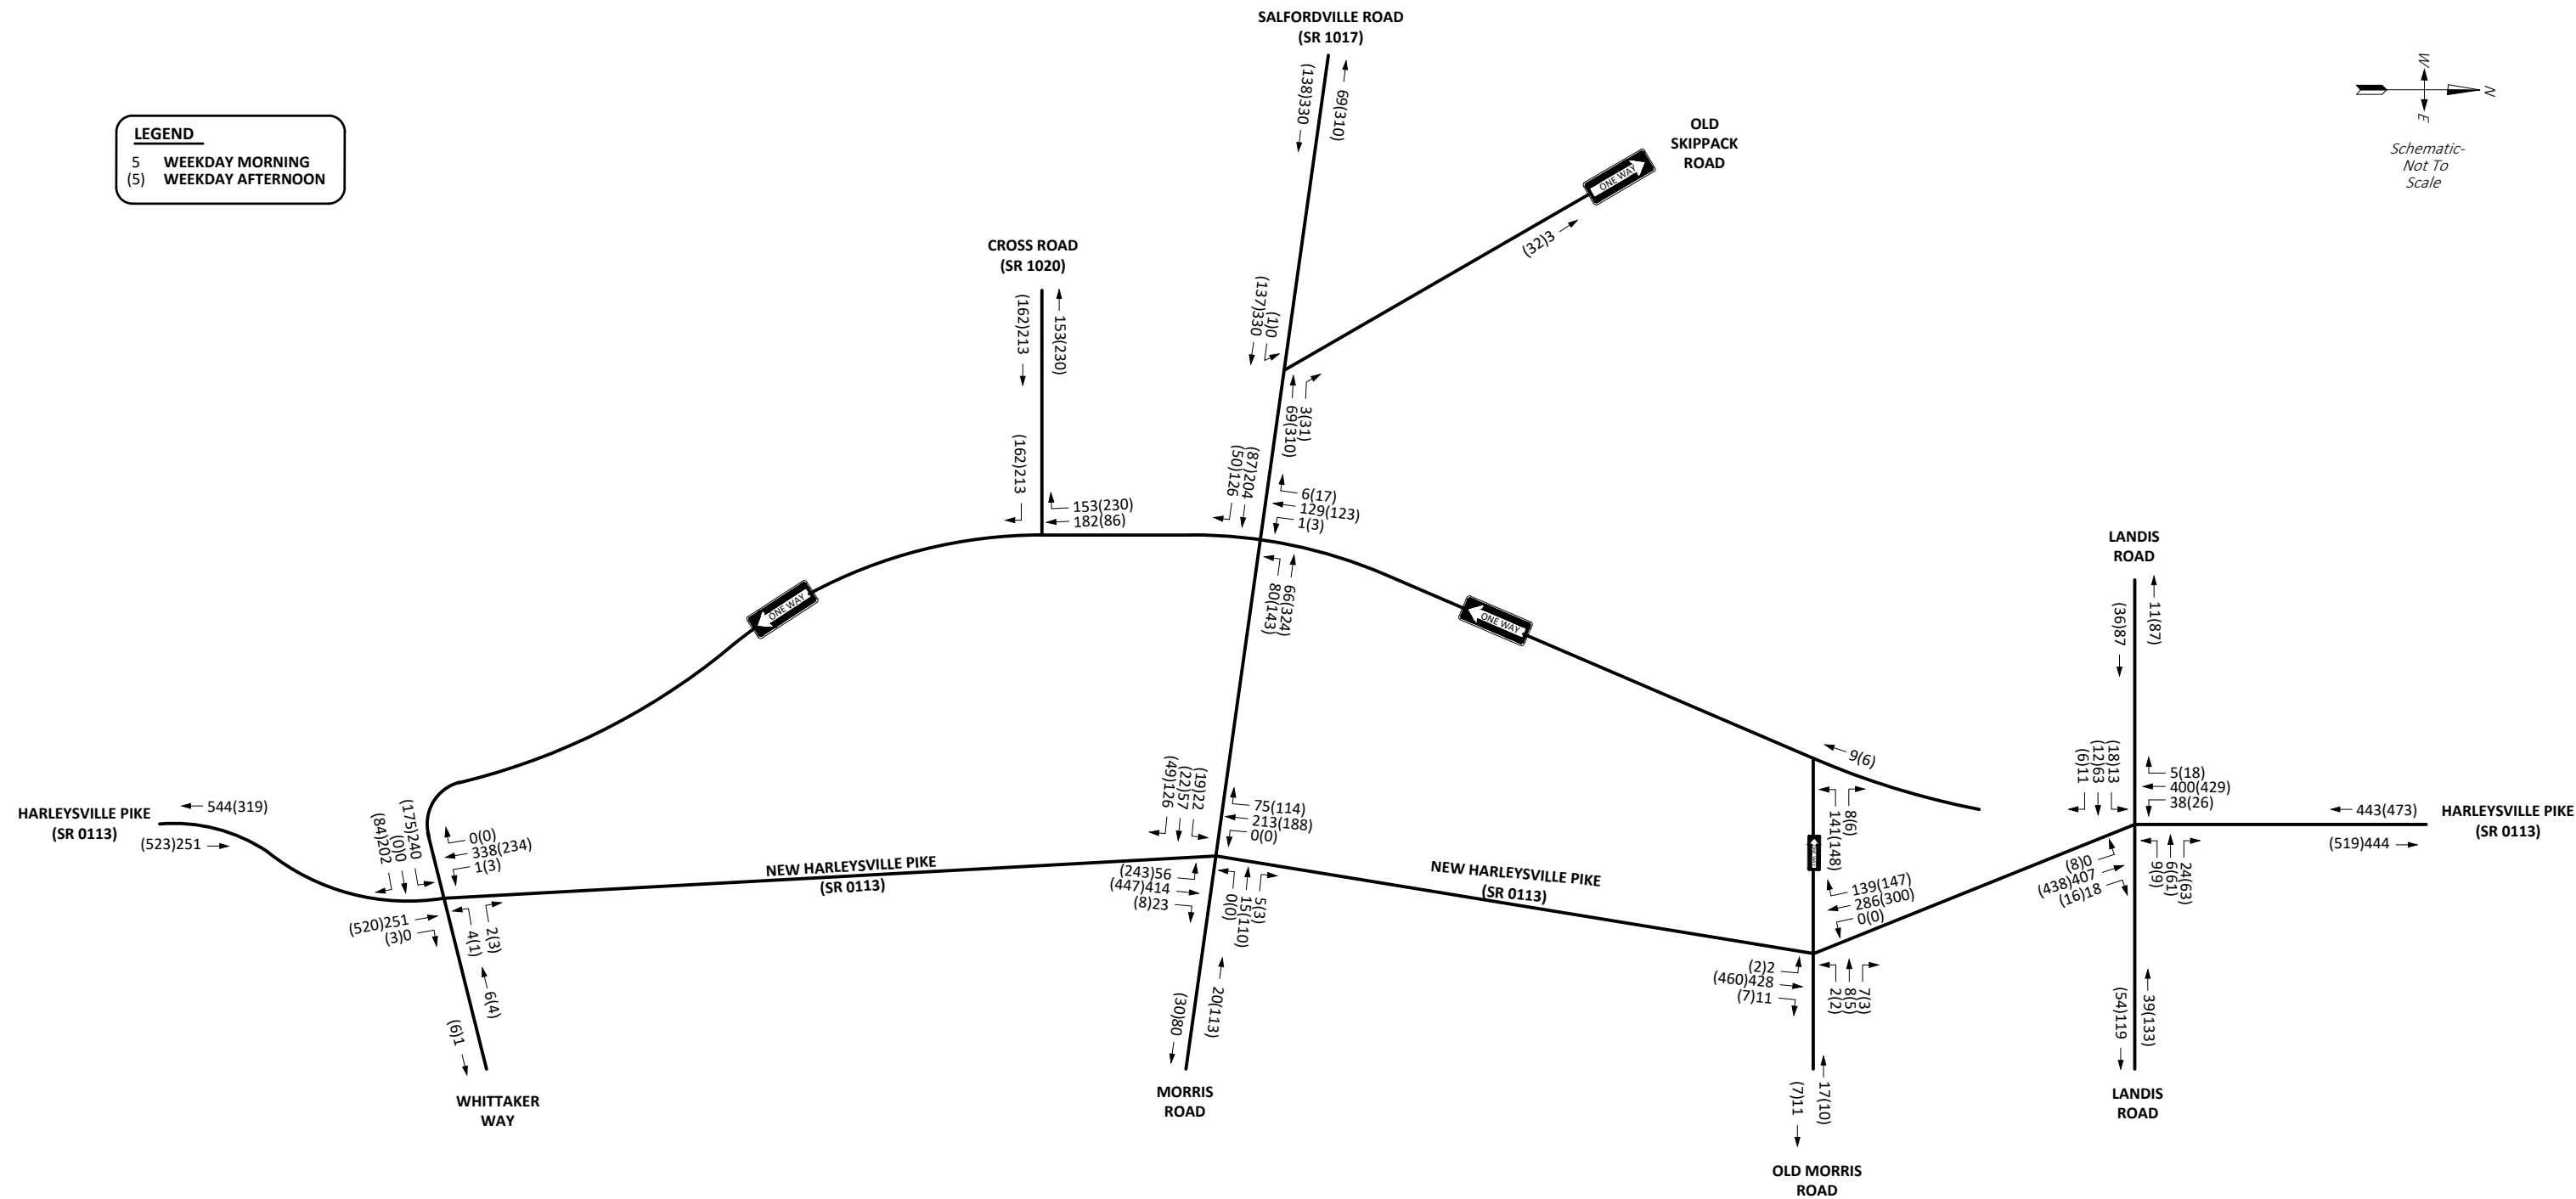 SALFORDVILLE ROAD
(SR 1017)
(138)330
69(310)
W
N
E
Schematic-
Not To
Scale
LEGEND
5 WEEKDAY MORNING
(5) WEEKDAY AFTERNOON
OLD
SKIPPACK
ROAD
ONE WAY
(32)3
CROSS ROAD
(SR 1020)
(162)213
153(230)
(162)213
153(230)
182(86)
(1)0
(137)330
3(31)
69(310)
(87)204
(50)126
6(17)
129(123)
1(3)
66(324)
80(143)
ONE WAY
ONE WAY
LANDIS
ROAD
(36)87
11(87)
9(6)
(18)13
(12)63
(6)11
5(18)
400(429)
38(26)
443(473)
(519)444
HARLEYSVILLE PIKE
(SR 0113)
(8)0
(438)407
(16)18
24(63)
6(61)
9(9)
(54)119
39(133)
LANDIS
ROAD
HARLEYSVILLE PIKE
(SR 0113)
544(319)
(523)251
(175)240
(0)0
(84)202
0(0)
338(234)
1(3)
(520)251
(3)0
2(3)
4(1)
6(4)
(6)1
WHITTAKER
WAY
NEW HARLEYSVILLE PIKE
(SR 0113)
(19)22
(22)57
(49)126
75(114)
213(188)
0(0)
(243)56
(447)414
(8)23
5(3)
15(110)
0(0)
20(113)
(30)80
MORRIS
ROAD
NEW HARLEYSVILLE PIKE
(SR 0113)
8(6)
141(148)
139(147)
286(300)
0(0)
(2)2
(460)428
(7)11
7(3)
8(5)
2(2)
17(10)
(7)11
OLD MORRIS
ROAD